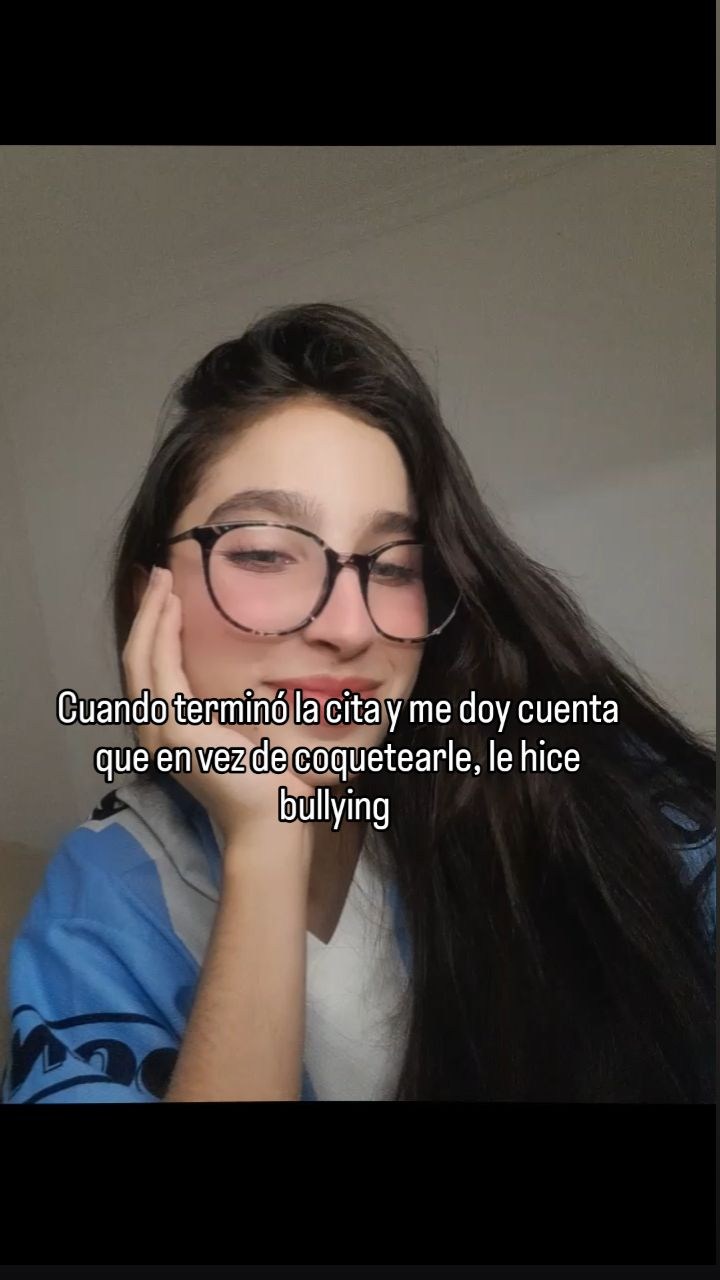 Cuando terminó la cita y me doy cuenta
que en vez de coquetearle, le hice
bullying